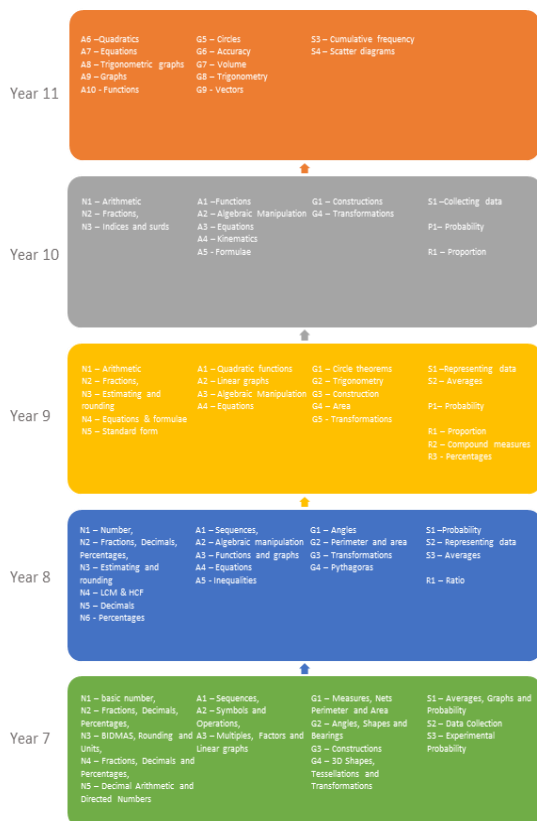 Year 11
A6 –Quadratics
A7 – Equations
A8 – Trigonometric graphs
A9 – Graphs
A10 - Functions
G5 – Circles
G6 – Accuracy
G7 – Volume
G8 – Trigonometry
G9 - Vectors
S3 – Cumulative frequency
S4 – Scatter diagrams
Year 10
N1 – Arithmetic
N2 – Fractions,
N3 – Indices and surds
A1 –Functions
A2 – Algebraic Manipulation
A3 – Equations
A4 – Kinematics
A5 - Formulae
G1 – Constructions
G4 – Transformations
S1 –Collecting data
P1– Probability
R1 – Proportion
Year 9
N1 – Arithmetic
N2 – Fractions,
N3 – Estimating and
rounding
N4 – Equations & formulae
N5 – Standard form
A1 – Quadratic functions
A2 – Linear graphs
A3 – Algebraic Manipulation
A4 – Equations
G1 – Circle theorems
G2 – Trigonometry
G3 – Construction
G4 – Area
G5 - Transformations
S1 –Representing data
S2 – Averages
P1– Probability
R1 – Proportion
R2 – Compound measures
R3 - Percentages
Year 8
N1 – Number,
N2 – Fractions, Decimals,
Percentages,
N3 – Estimating and
rounding
N4 – LCM & HCF
N5 – Decimals
N6 - Percentages
A1 – Sequences,
A2 – Algebraic manipulation
A3 – Functions and graphs
A4 – Equations
A5 - Inequalities
G1 – Angles
G2 – Perimeter and area
G3 – Transformations
G4 – Pythagoras
S1 –Probability
S2 – Representing data
S3 – Averages
R1 – Ratio
Year 7
N1 – basic number,
N2 – Fractions, Decimals,
Percentages,
N3 – BIDMAS, Rounding and
Units,
N4 – Fractions, Decimals and
Percentages,
N5 – Decimal Arithmetic and
Directed Numbers
A1 – Sequences,
A2 – Symbols and
Operations,
A3 – Multiples, Factors and
Linear graphs
G1 – Measures, Nets
Perimeter and Area
G2 – Angles, Shapes and
Bearings
G3 – Constructions
G4 – 3D Shapes,
Tessellations and
Transformations
S1 – Averages, Graphs and
Probability
S2 – Data Collection
S3 – Experimental
Probability